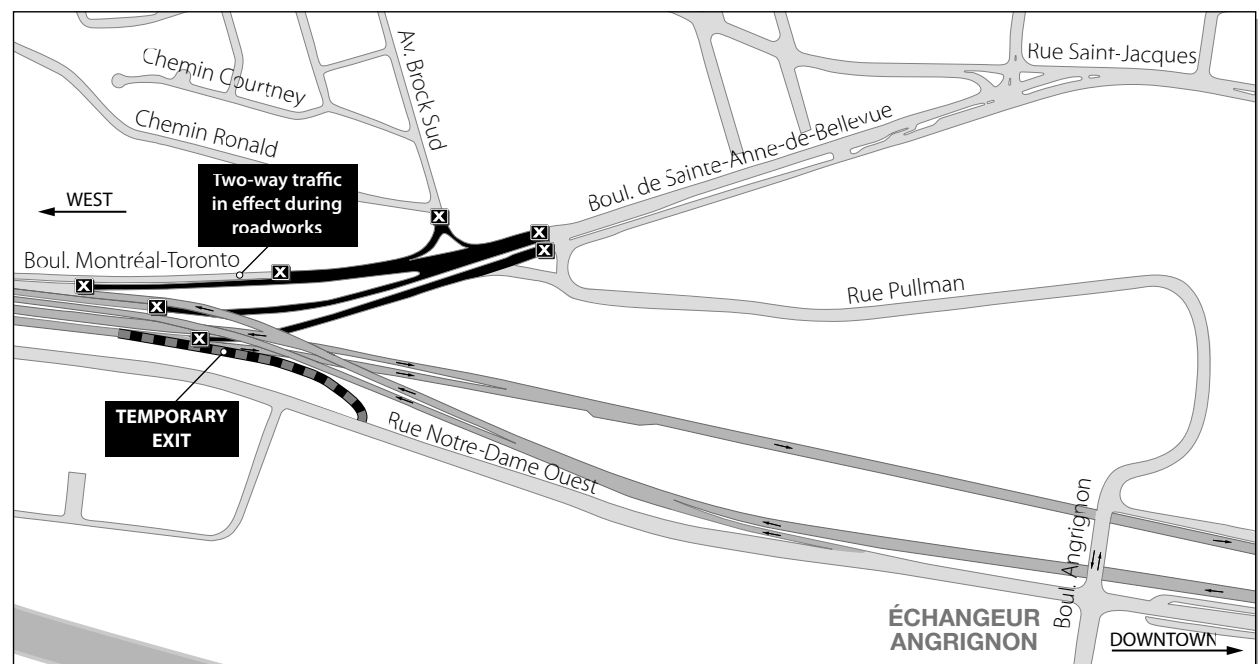 Rue Saint-Jacques
Chemin Courtney
Av. Brock Sud
Chemin Ronald
Boul. de Sainte-Anne-de-Bellevue
Two-way traffic
in effect during
roadworks
WEST
X
X
X
Boul. Montréal-Toronto
X
X
X
Rue Pullman
X
TEMPORARY
EXIT
Rue Notre-Dame Ouest
Boul. Angrignon
ÉCHANGEUR
ANGRIGNON
DOWNTOWN